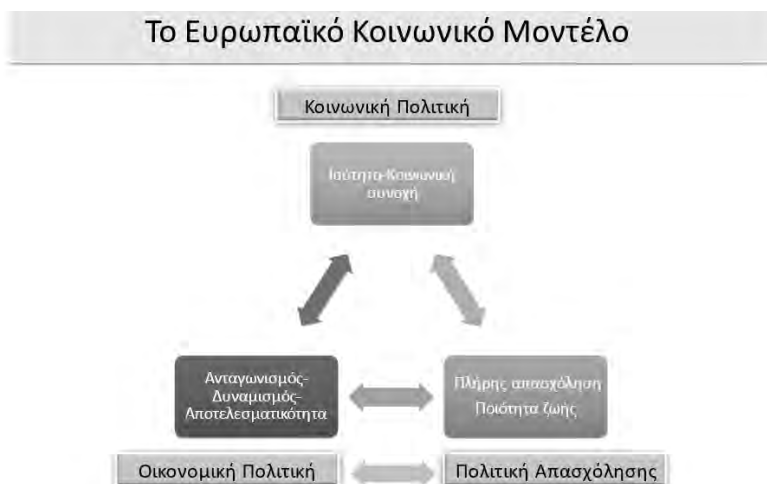 Το Ευρωπαϊκό Κοινωνικό Μοντέλο
Κοινωνική Πολιτική
Ισότητα-Κοινωνική
συνοχή
Ανταγωνισμός-
Δυναμισμός-
Αποτελεσματικότητα
Πλήρης απασχόληση
Ποιότητα ζωής
Οικονομική Πολιτική
Πολιτική Απασχόλησης